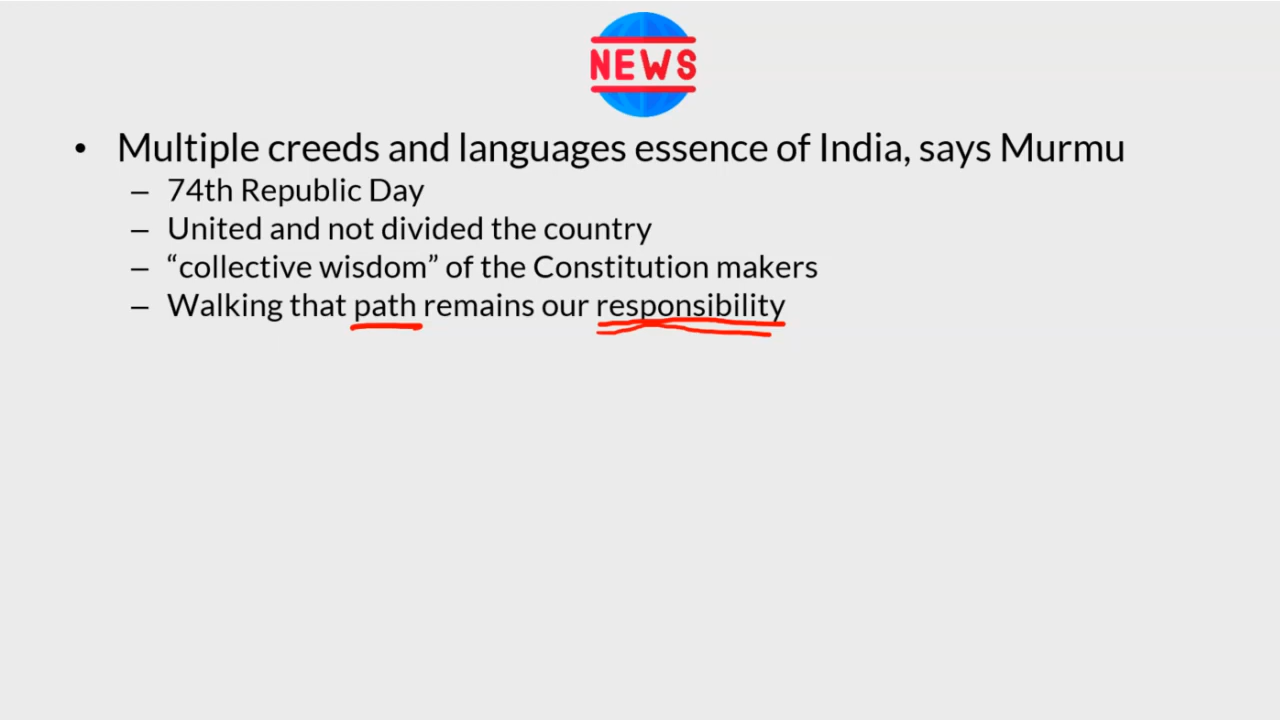 NEWS
• Multiple creeds and languages essence of India, says Murmu
– 74th Republic Day
– United and not divided the country
– “collective wisdom” of the Constitution makers
– Walking that path remains our responsibility